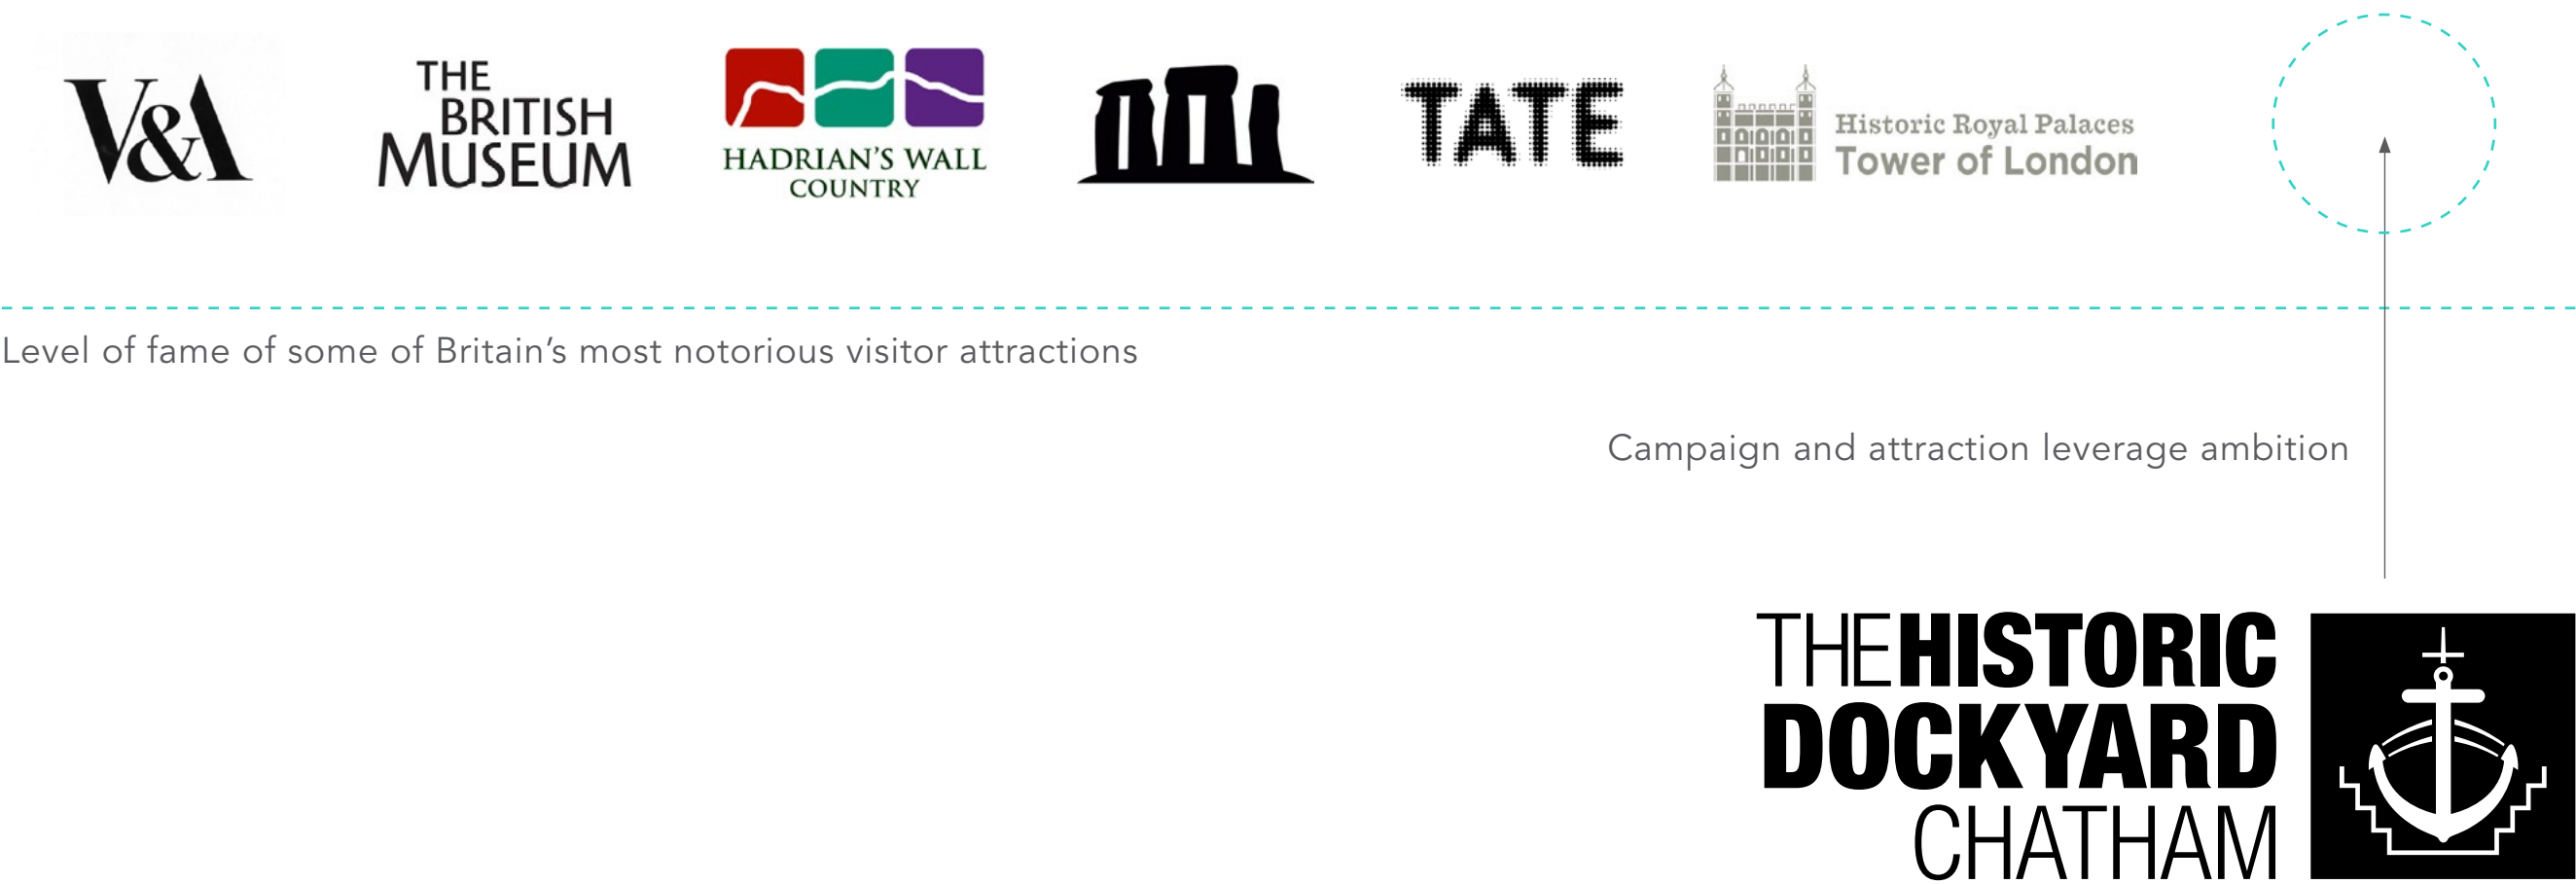 V&A
THE
BRITISH
MUSEUM
HADRIAN'S WALL
COUNTRY
TATE
Historic Royal Palaces
Tower of London
Level of fame of some of Britain's most notorious visitor attractions
Campaign and attraction leverage ambition
THE HISTORIC
DOCKYARD
CHATHAM